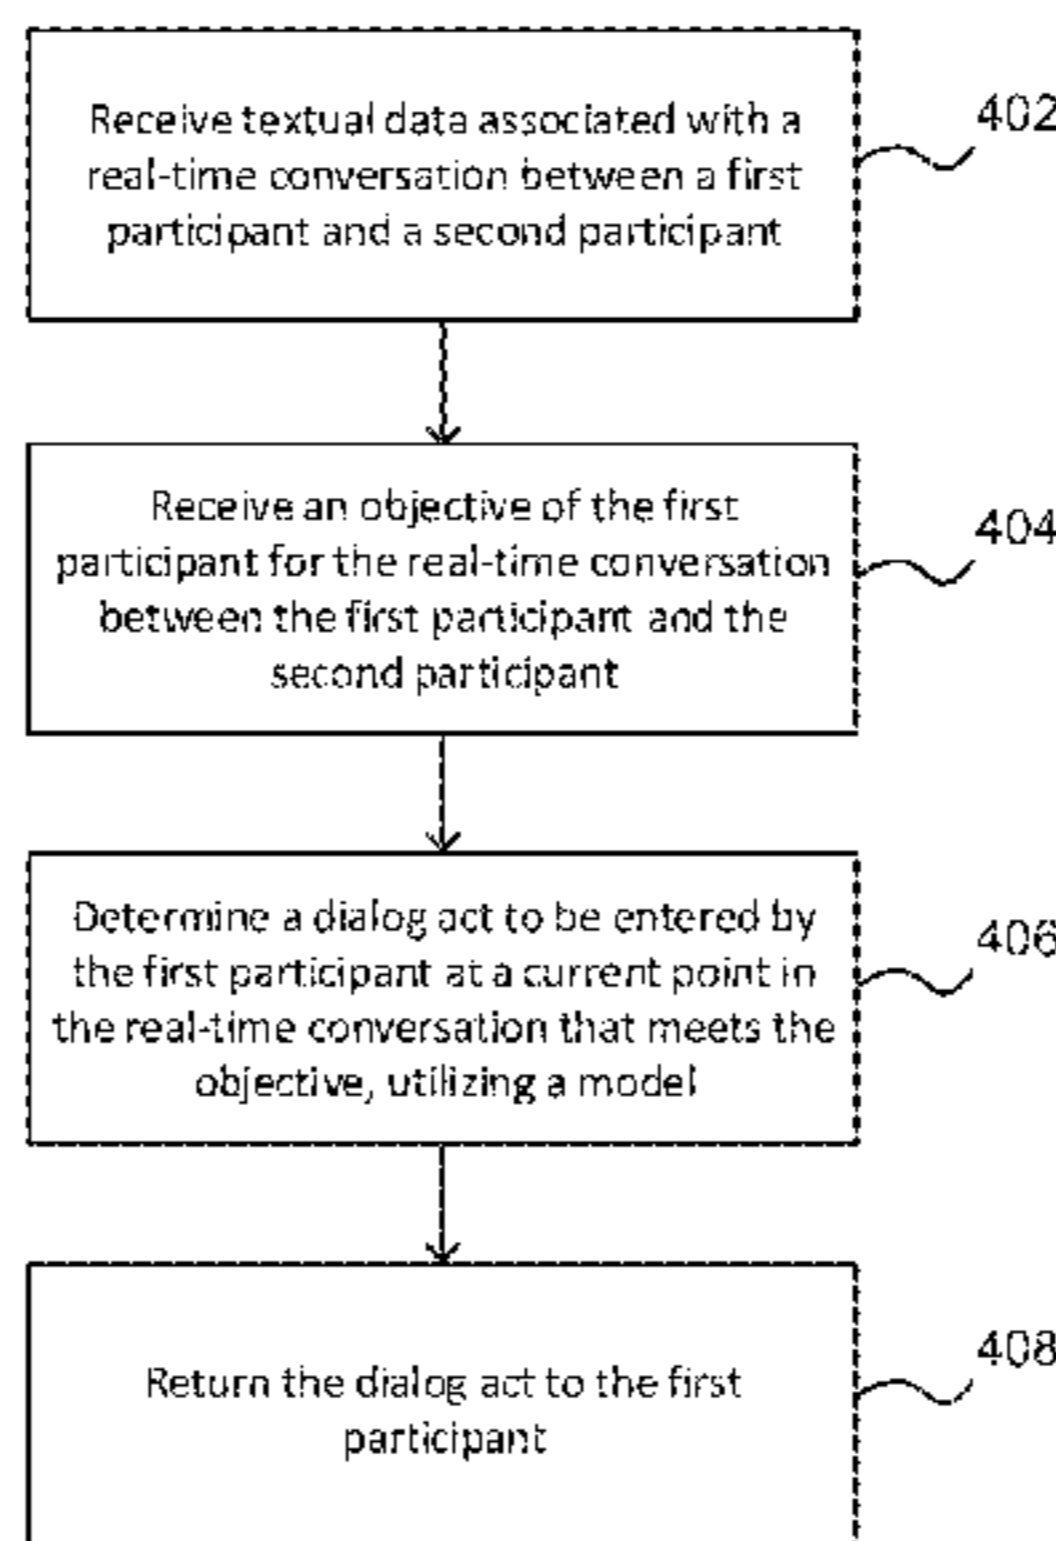 Receive textual data associated with a
real-time conversation between a first
participant and a second participant
402
Receive an objective of the first
participant for the real-time conversation
between the first participant and the
second participant
404
Determine a dialog act to be entered by
the first participant at a current point in
the real-time conversation that meets the
objective, utilizing a model
406
Return the dialog act to the first
participant
408